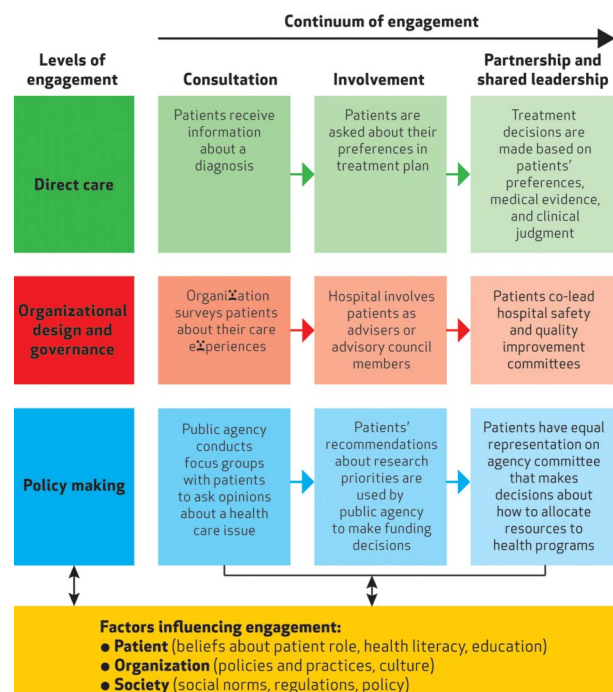 Continuum of engagement
Levels of
engagement
Consultation
Involvement
Partnership and
shared leadership
Direct care
Patients receive
information
about a
diagnosis
Patients are
asked about their
preferences in
treatment plan
Treatment
decisions are
made based on
patients'
preferences,
medical evidence,
and clinical
judgment
Organizational
design and
governance
surveys patients
about their care
Hospital involves
patients as
advisers or
advisory council
members
Patients co-lead
hospital safety
and quality
improvement
committees
Policy making
Public agency
conducts
focus groups
with patients
to ask opinions
about a health
care issue
Patients'
recommendations
about research
priorities are
used by
public agency
to make funding
decisions
Patients have equal
representation on
agency committee
that makes
decisions about
how to allocate
resources to
health programs
Factors influencing engagement:
● Patient (beliefs about patient role, health literacy, education)
● Organization (policies and practices, culture)
● Society (social norms, regulations, policy)